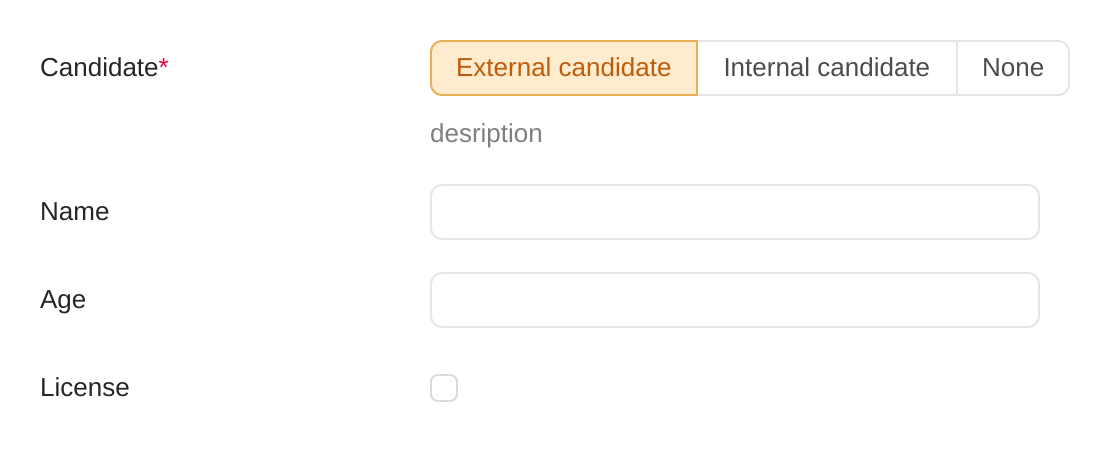 Candidate* External candidate Internal candidate None
desription
Name
Age
License